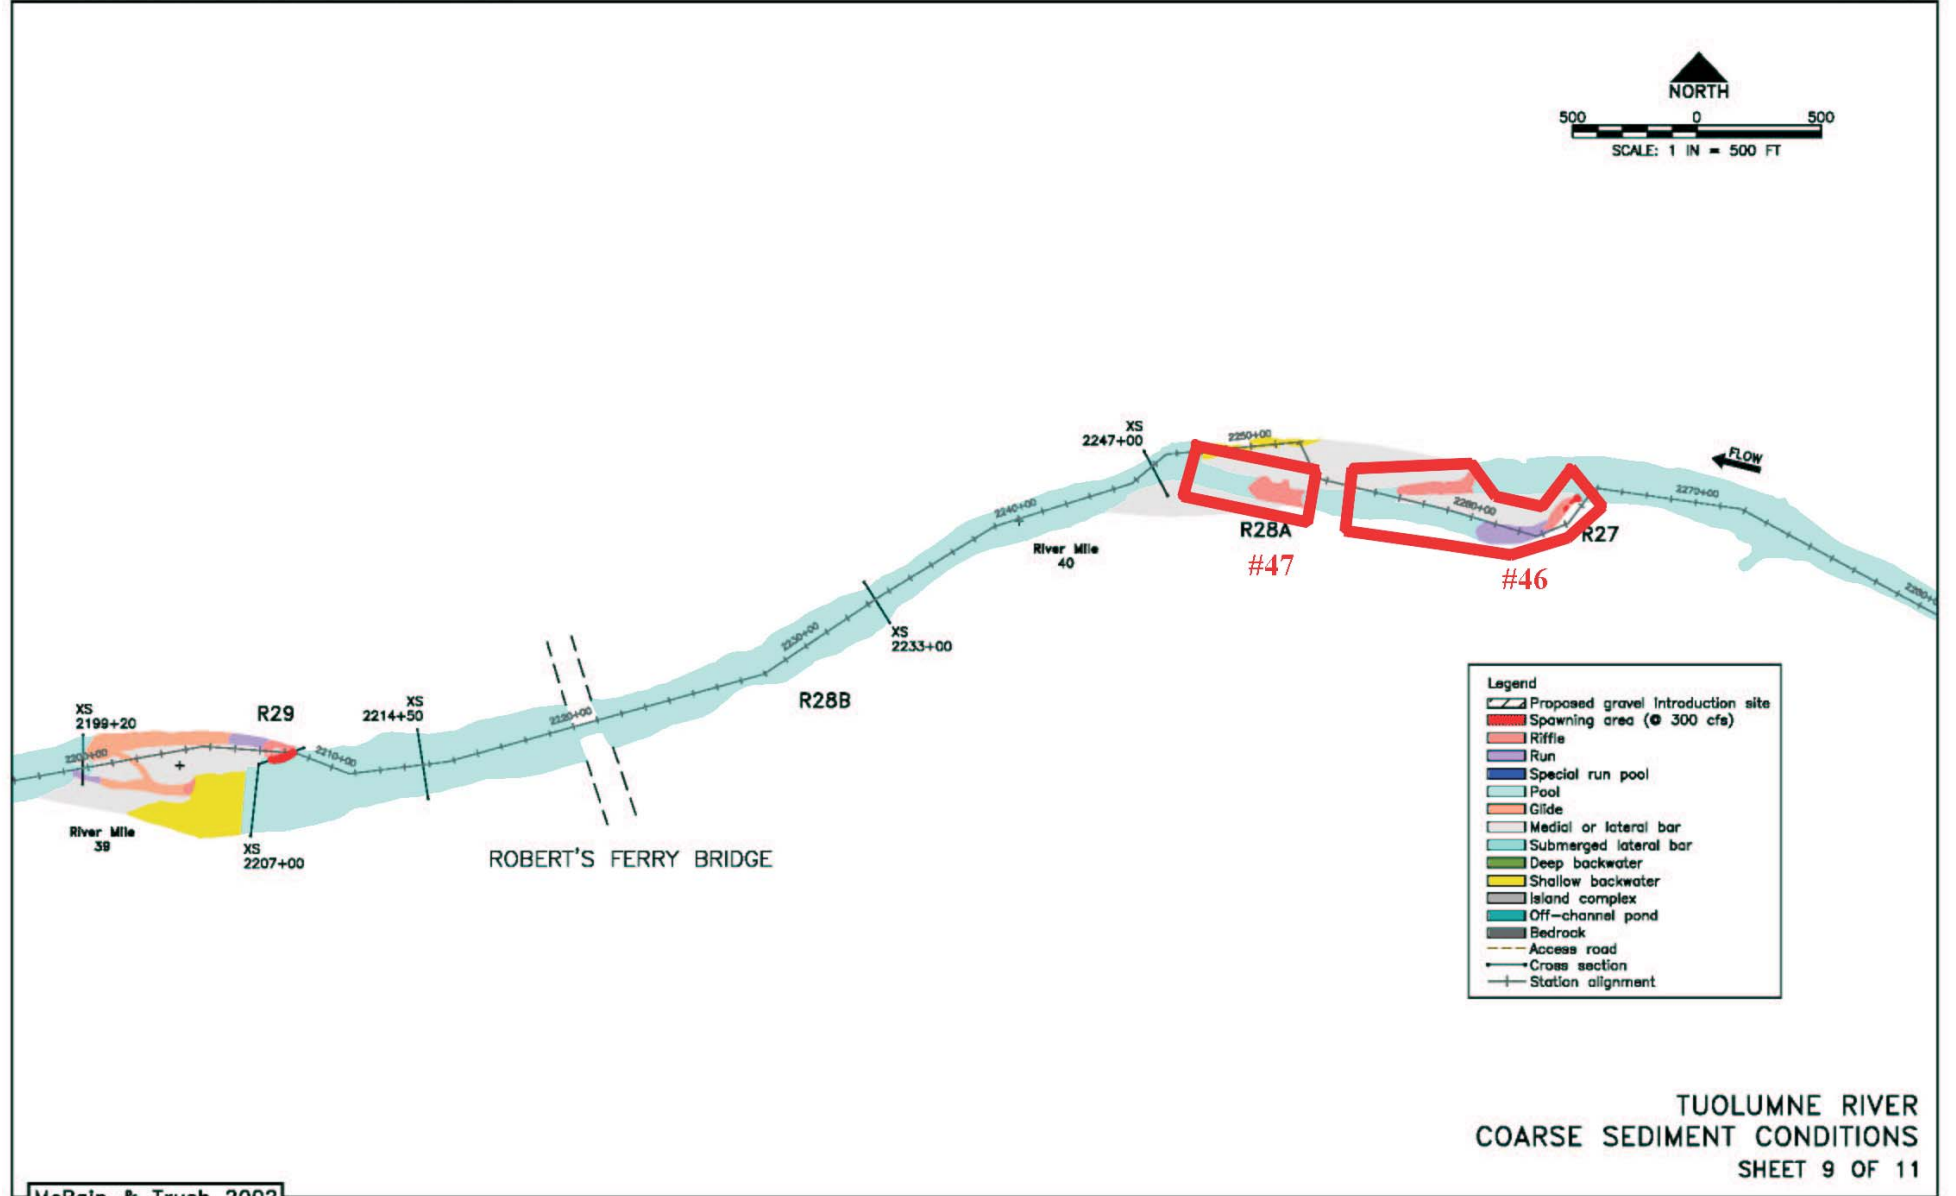 NORTH
500 0 500
SCALE: 1 IN = 500 FT
FLOW
XS
2247+00
2250+00
2260+00
2270+00
2240+00
R28A
R27
#47
#46
River Mile
40
XS
2233+00
2230+00
R28B
2220+00
ROBERT'S FERRY BRIDGE
XS
2214+50
2210+00
R29
XS
2199+20
2200+00
River Mile
39
XS
2207+00
Legend
Proposed gravel introduction site
Spawning area (@ 300 cfs)
Riffle
Run
Special run pool
Pool
Glide
Medial or lateral bar
Submerged lateral bar
Deep backwater
Shallow backwater
Island complex
Off-channel pond
Bedrock
Access road
Cross section
Station alignment
TUOLUMNE RIVER
COARSE SEDIMENT CONDITIONS
SHEET 9 OF 11